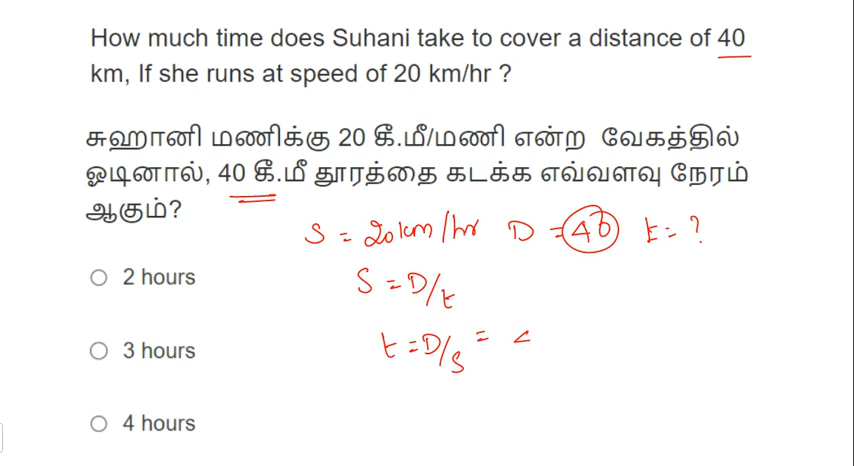 How much time does Suhani take to cover a distance of 40
km, If she runs at speed of 20 km/hr ?
சுஹானி மணிக்கு 20 கீ.மீ/மணி என்ற வேகத்தில்
ஓடினால், 40 கீ.மீ தூரத்தை கடக்க எவ்வளவு நேரம்
ஆகும்?
S = 20 km/hr D = 40 t = ?
2 hours
S = D/t
3 hours
t = D/S =
4 hours